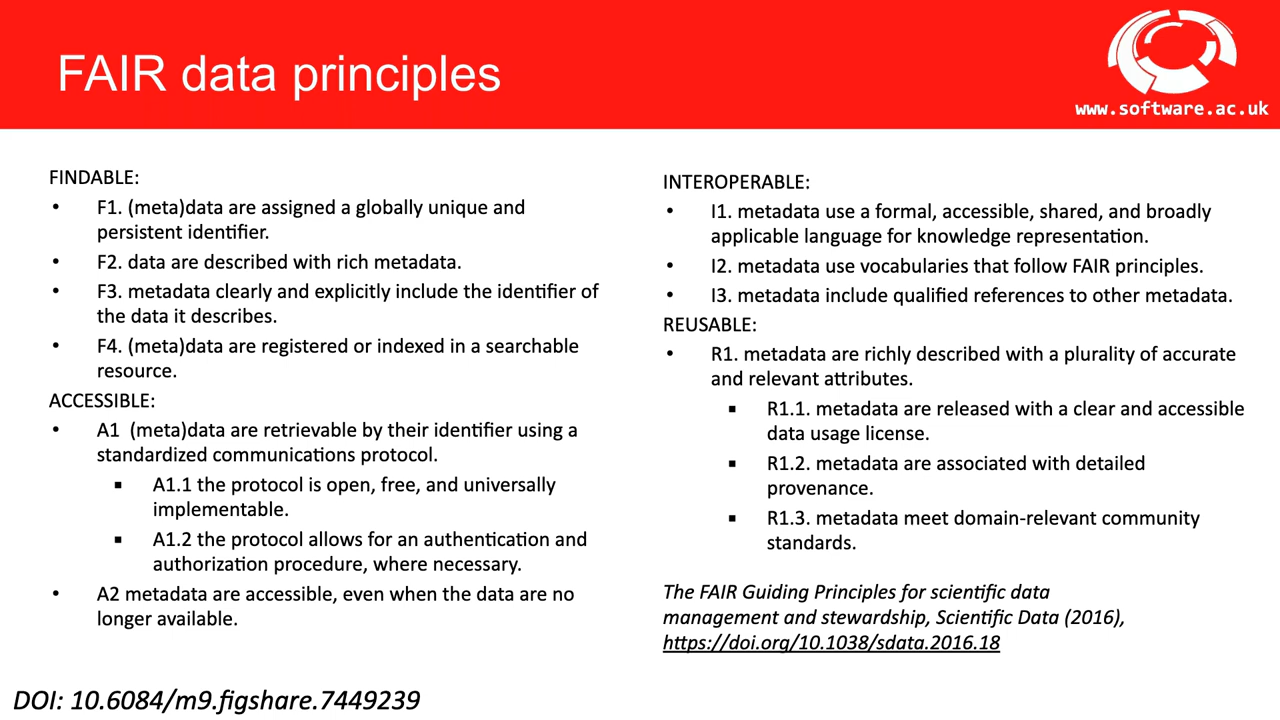 FAIR data principles
www.software.ac.uk
FINDABLE:
• F1. (meta)data are assigned a globally unique and
persistent identifier.
• F2. data are described with rich metadata.
• F3. metadata clearly and explicitly include the identifier of
the data it describes.
• F4. (meta)data are registered or indexed in a searchable
resource.
ACCESSIBLE:
• A1 (meta)data are retrievable by their identifier using a
standardized communications protocol.
▪ A1.1 the protocol is open, free, and universally
implementable.
▪ A1.2 the protocol allows for an authentication and
authorization procedure, where necessary.
• A2 metadata are accessible, even when the data are no
longer available.
INTEROPERABLE:
• I1. metadata use a formal, accessible, shared, and broadly
applicable language for knowledge representation.
• I2. metadata use vocabularies that follow FAIR principles.
• I3. metadata include qualified references to other metadata.
REUSABLE:
• R1. metadata are richly described with a plurality of accurate
and relevant attributes.
▪ R1.1. metadata are released with a clear and accessible
data usage license.
▪ R1.2. metadata are associated with detailed
provenance.
▪ R1.3. metadata meet domain-relevant community
standards.
The FAIR Guiding Principles for scientific data
management and stewardship, Scientific Data (2016),
https://doi.org/10.1038/sdata.2016.18
DOI: 10.6084/m9.figshare.7449239